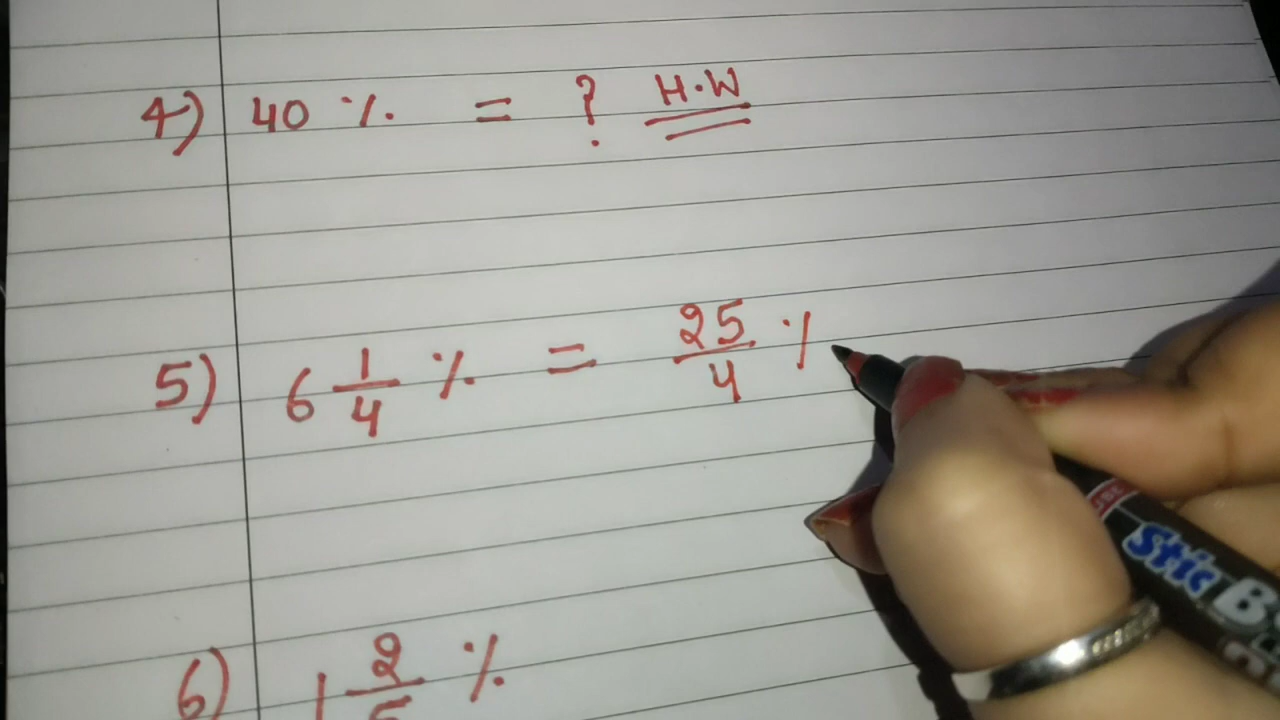 4) 40 % = ? H.W
5) 6 1/4 % = 25/4 %
6) 1 2/5 %
Stic B